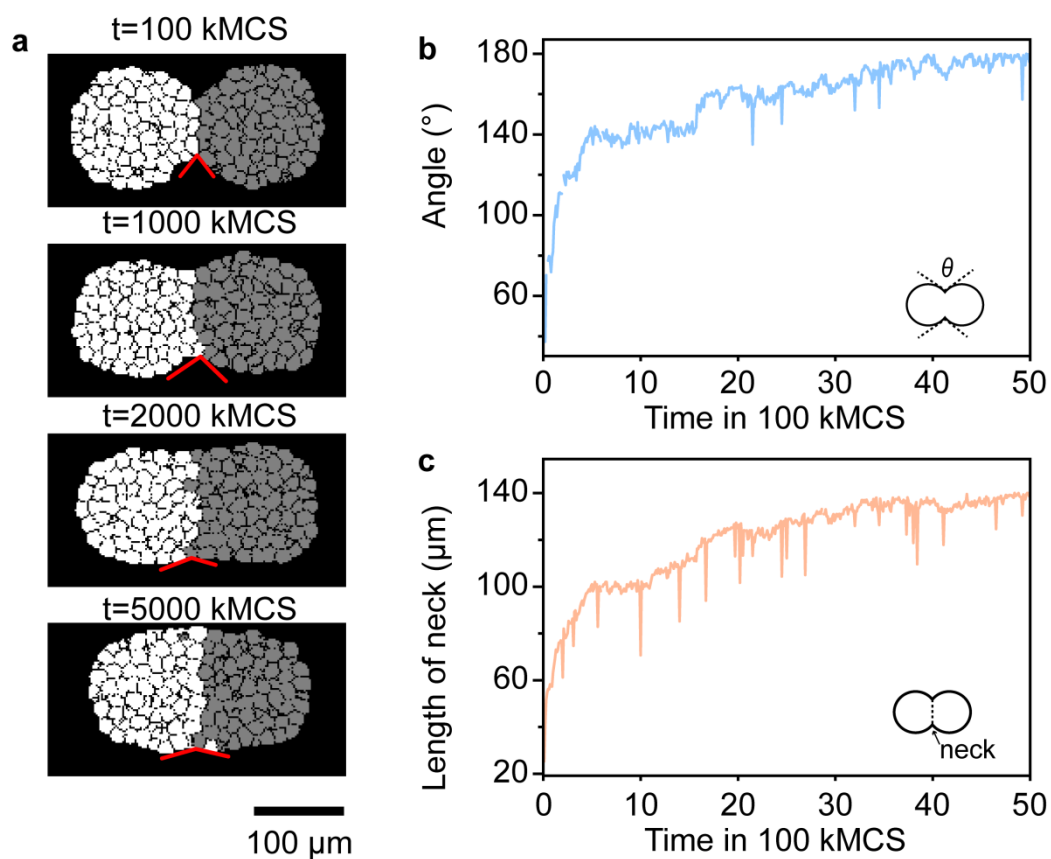 a
t=100 kMCS
t=1000 kMCS
t=2000 kMCS
t=5000 kMCS
100 µm
b
Angle (°)
180
140
100
60
θ
0 10 20 30 40 50
Time in 100 kMCS
c
Length of neck (µm)
140
100
60
20
neck
0 10 20 30 40 50
Time in 100 kMCS